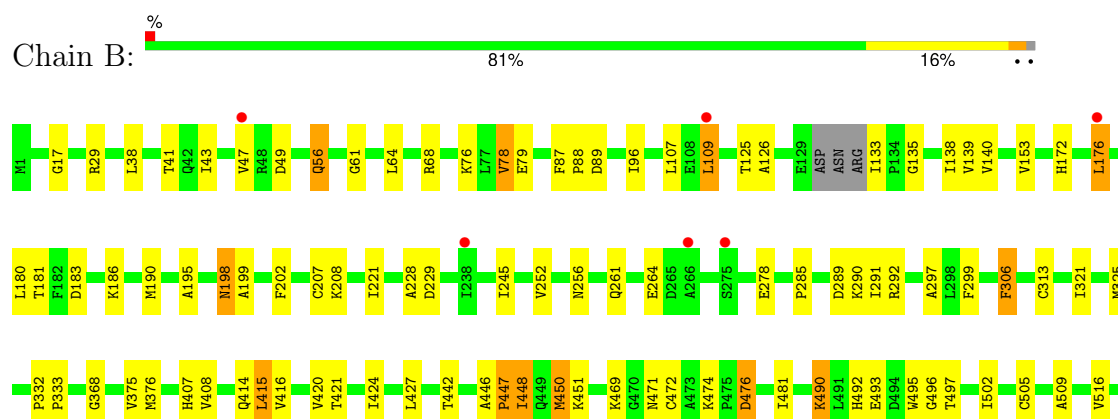 %
Chain B:
81% 16% • •
M1 G17 R29 L38 T41 Q42 I43 V47 R48 D49 Q56 G61 L64 R68 K76 L77 V78 E79 F87 P88 D89 I96 L107 E108 L109 T125 A126 E129 ASP ASN ARG I133 P134 G135 I138 V139 V140 V153 H172 L176
L180 T181 F182 D183 K186 M190 A195 N198 A199 F202 C207 K208 I221 A228 D229 I238 I245 V252 N256 Q261 E264 D265 A266 S275 E278 P285 D289 K290 I291 R292 A297 L298 F299 F306 C313 I321 M325
P332 P333 G368 V375 M376 H407 V408 Q414 L415 V416 V420 T421 I424 L427 T442 A446 P447 I448 Q449 M450 K451 K469 G470 N471 C472 A473 K474 P475 D476 I481 K490 L491 H492 E493 D494 W495 G496 T497 I502 C505 A509 V516